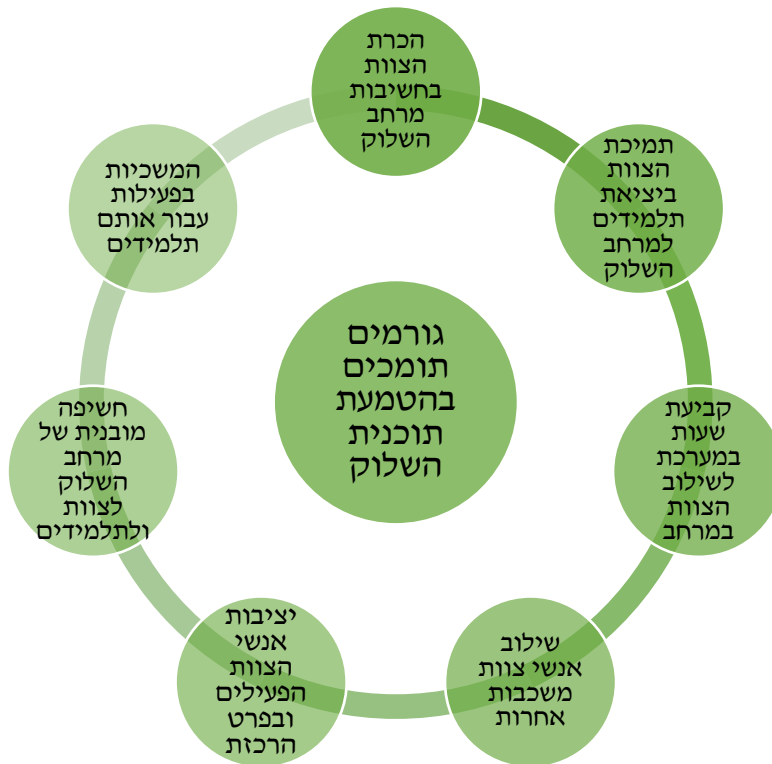 הכרת
הצוות
בחשיבות
מרחב
השלוק
תמיכת
הצוות
ביציאת
תלמידים
למרחב
השלוק
קביעת
שעות
במערכת
לשילוב
הצוות
במרחב
שילוב
אנשי צוות
משכבות
אחרות
יציבות
אנשי
הצוות
הפעילים
ובפרט
הרכזת
חשיפה
מובנית של
מרחב
השלוק
לצוות
ולתלמידים
המשכיות
בפעילות
עבור אותם
תלמידים
גורמים
תומכים
בהטמעת
תוכנית
השלוק